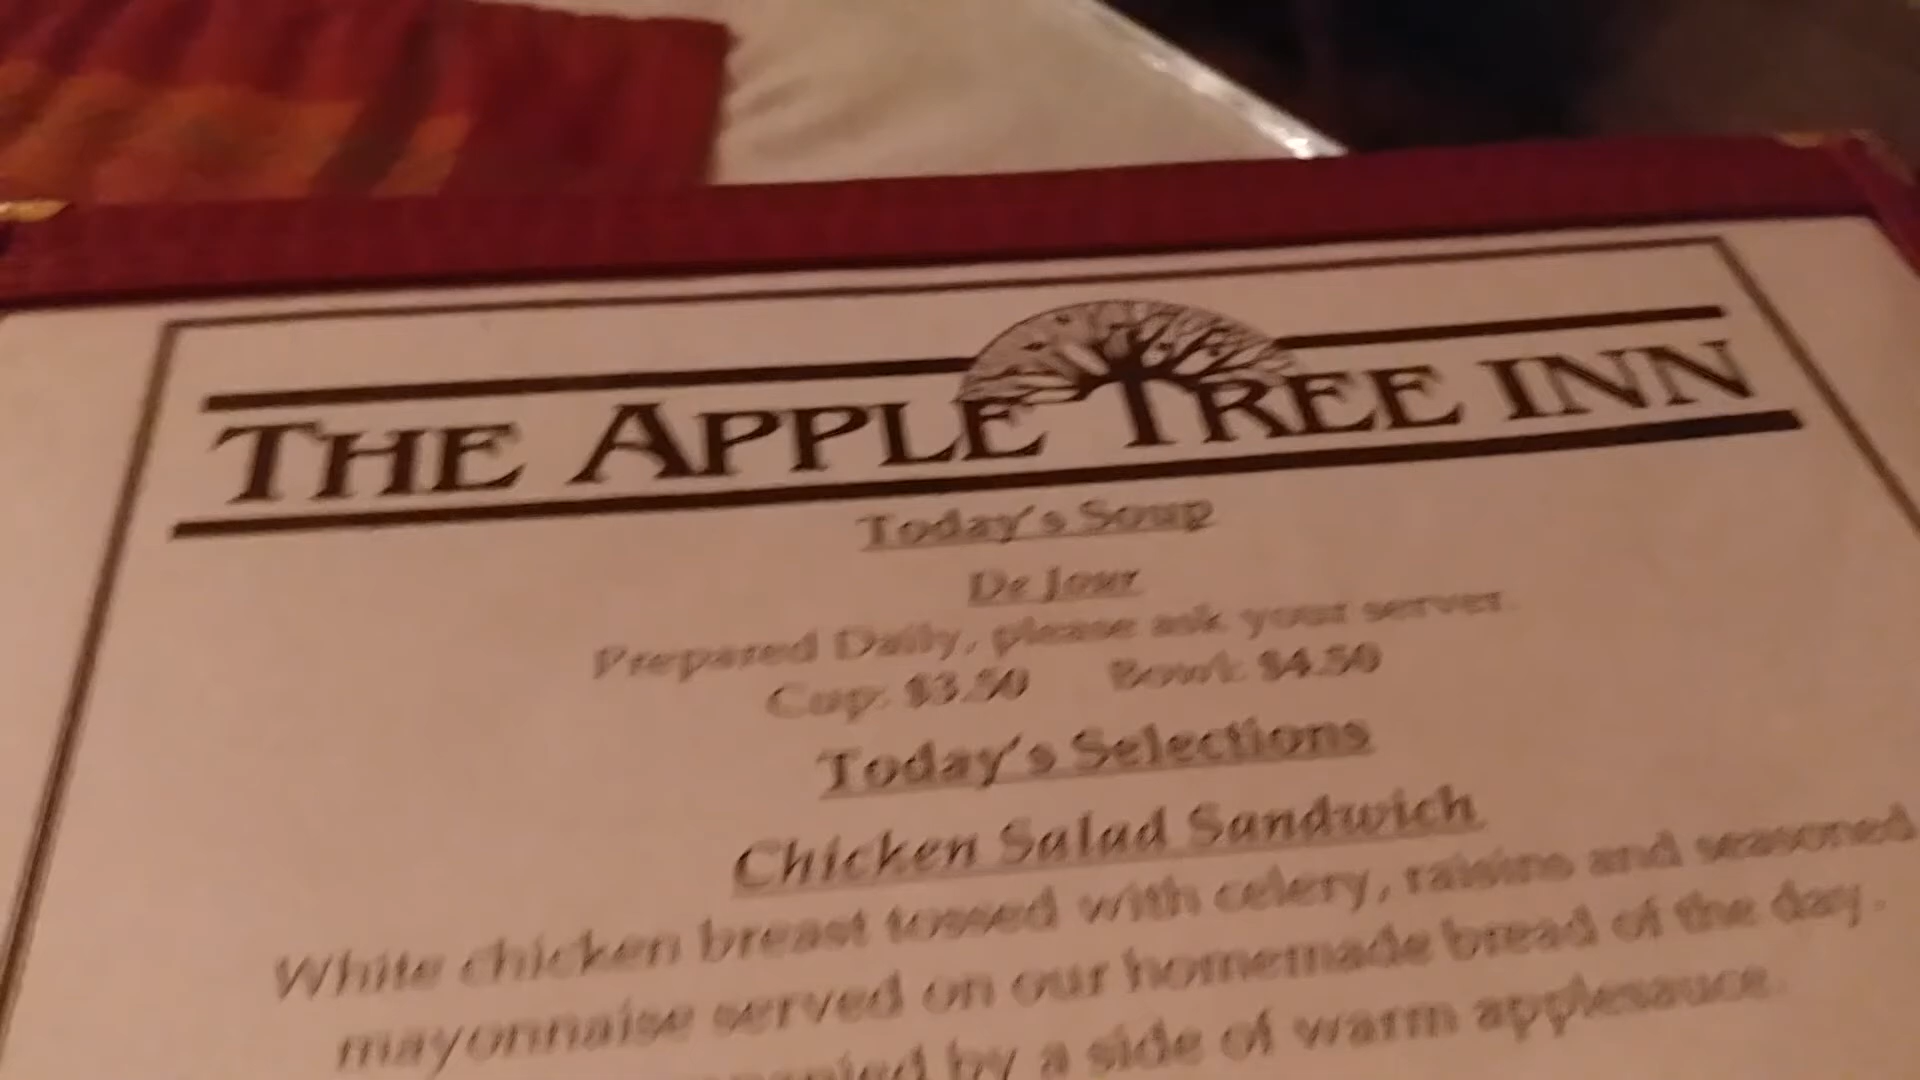 THE APPLE TREE INN
Today's Soup
De Jour
Prepared Daily, please ask your server.
Cup: $3.50 Bowl: $4.50
Today's Selections
Chicken Salad Sandwich
White chicken breast tossed with celery, raisins and seasoned
mayonnaise served on our homemade bread of the day.
by a side of warm applesauce.